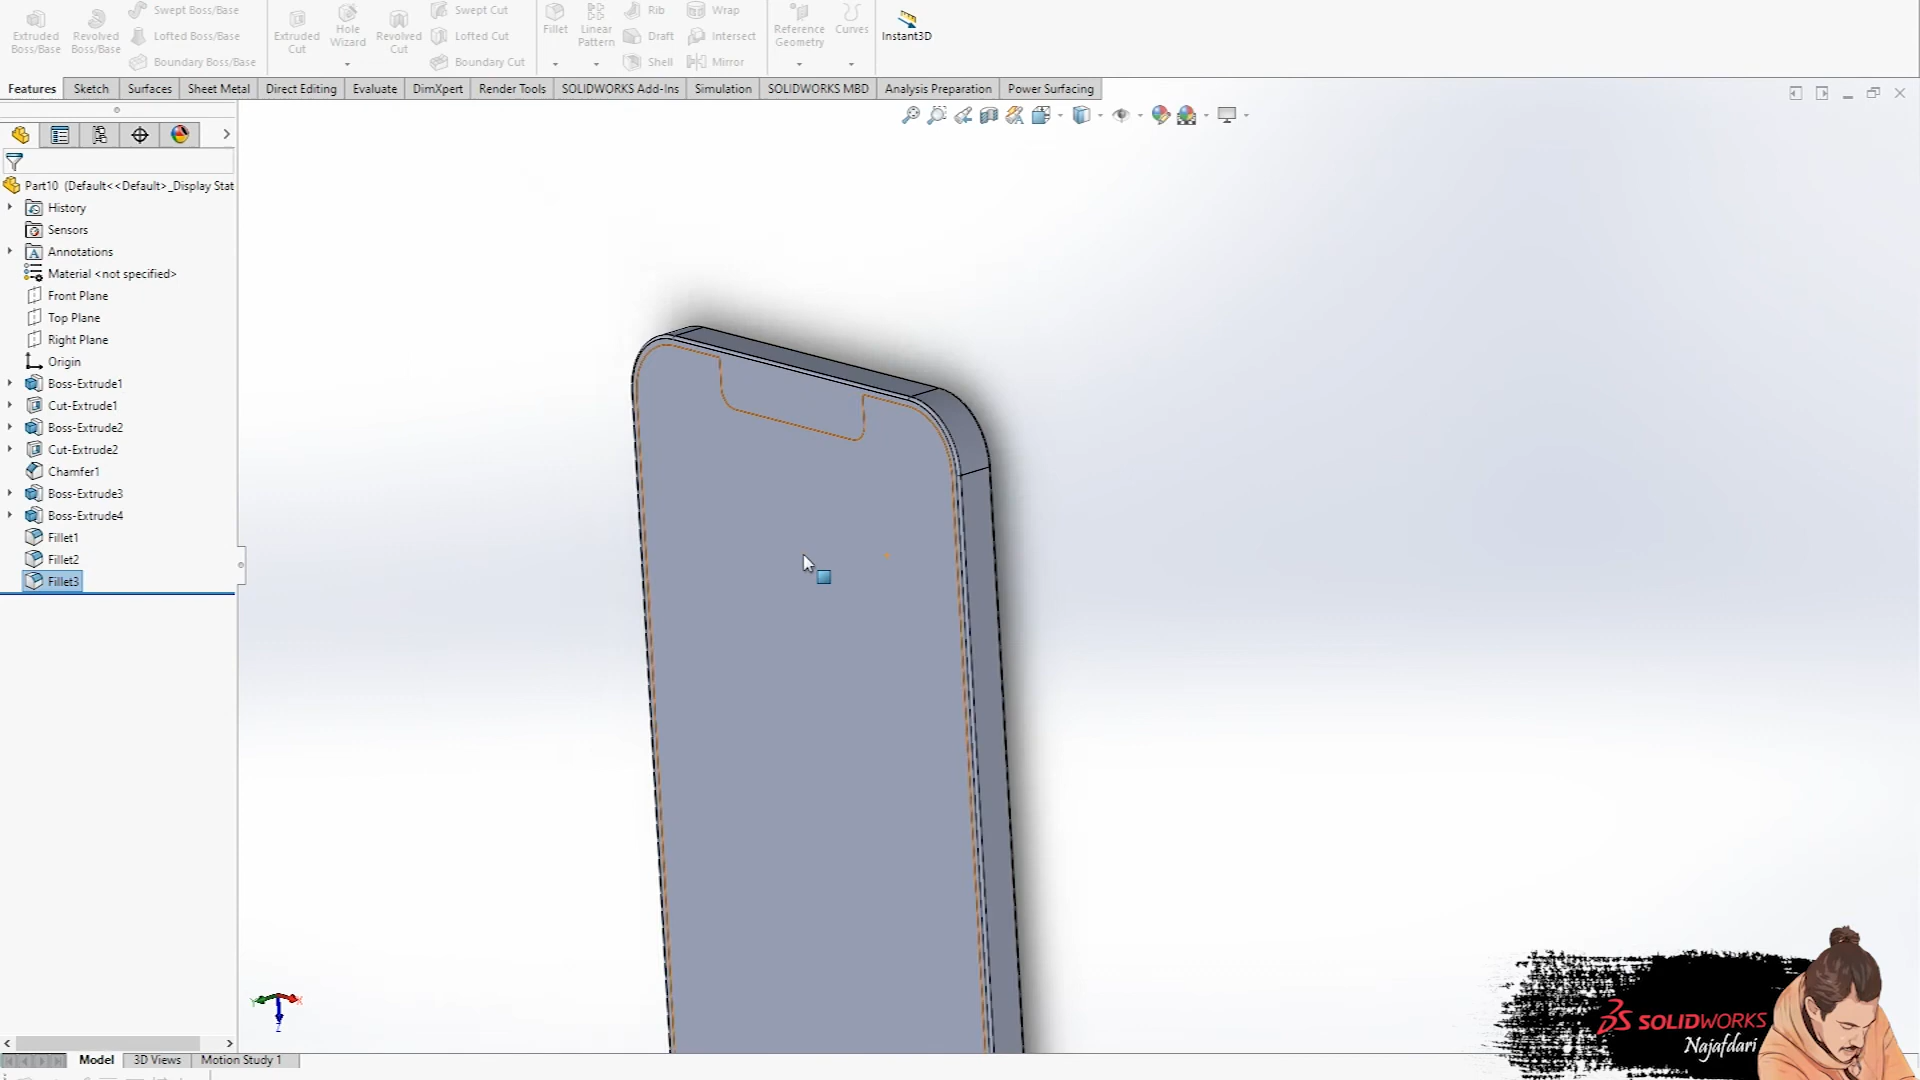 Extruded Boss/Base
Revolved Boss/Base
Swept Boss/Base
Lofted Boss/Base
Boundary Boss/Base
Extruded Cut
Hole Wizard
Revolved Cut
Swept Cut
Lofted Cut
Boundary Cut
Fillet
Linear Pattern
Rib
Draft
Shell
Wrap
Intersect
Mirror
Reference Geometry
Curves
Instant3D
Features
Sketch
Surfaces
Sheet Metal
Direct Editing
Evaluate
DimXpert
Render Tools
SOLIDWORKS Add-Ins
Simulation
SOLIDWORKS MBD
Analysis Preparation
Power Surfacing
Part10 (Default<<Default>_Display Stat
History
Sensors
Annotations
Material <not specified>
Front Plane
Top Plane
Right Plane
Origin
Boss-Extrude1
Cut-Extrude1
Boss-Extrude2
Cut-Extrude2
Chamfer1
Boss-Extrude3
Boss-Extrude4
Fillet1
Fillet2
Fillet3
Model
3D Views
Motion Study 1
SOLIDWORKS
Najafdari